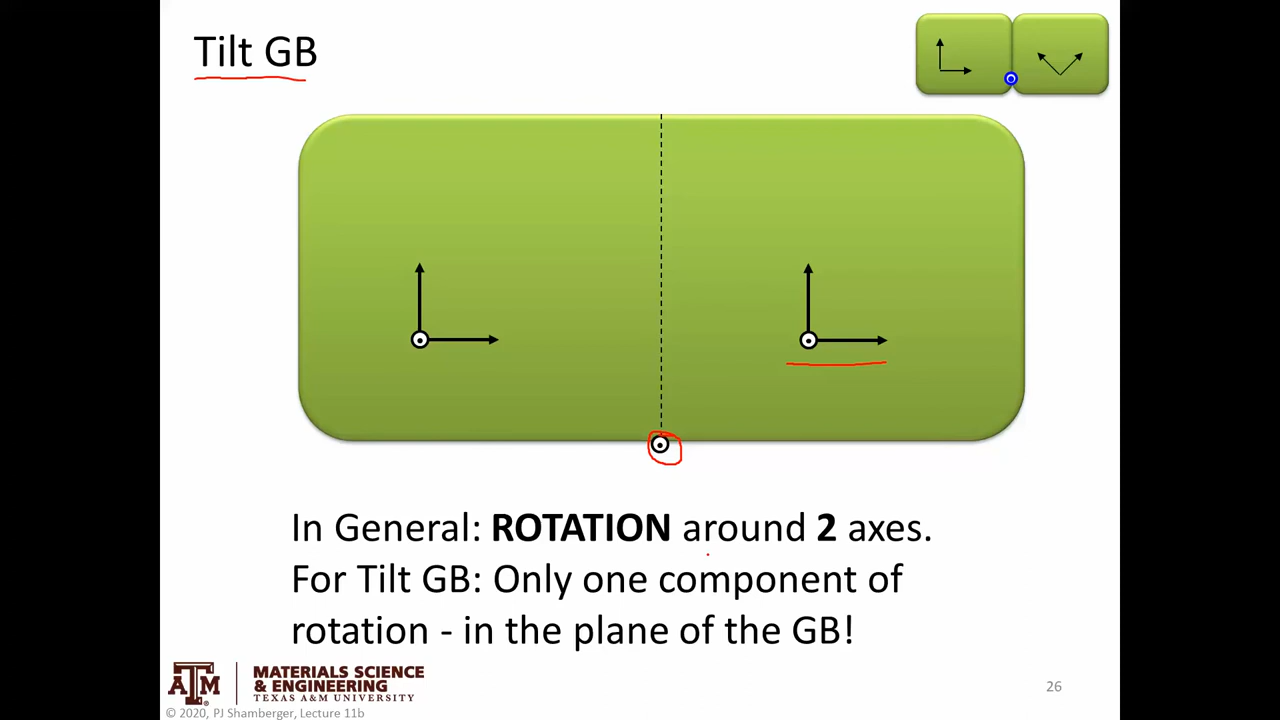 Tilt GB
In General: ROTATION around 2 axes.
For Tilt GB: Only one component of
rotation - in the plane of the GB!
ATM
MATERIALS SCIENCE
& ENGINEERING
TEXAS A&M UNIVERSITY
26
© 2020, PJ Shamberger, Lecture 11b